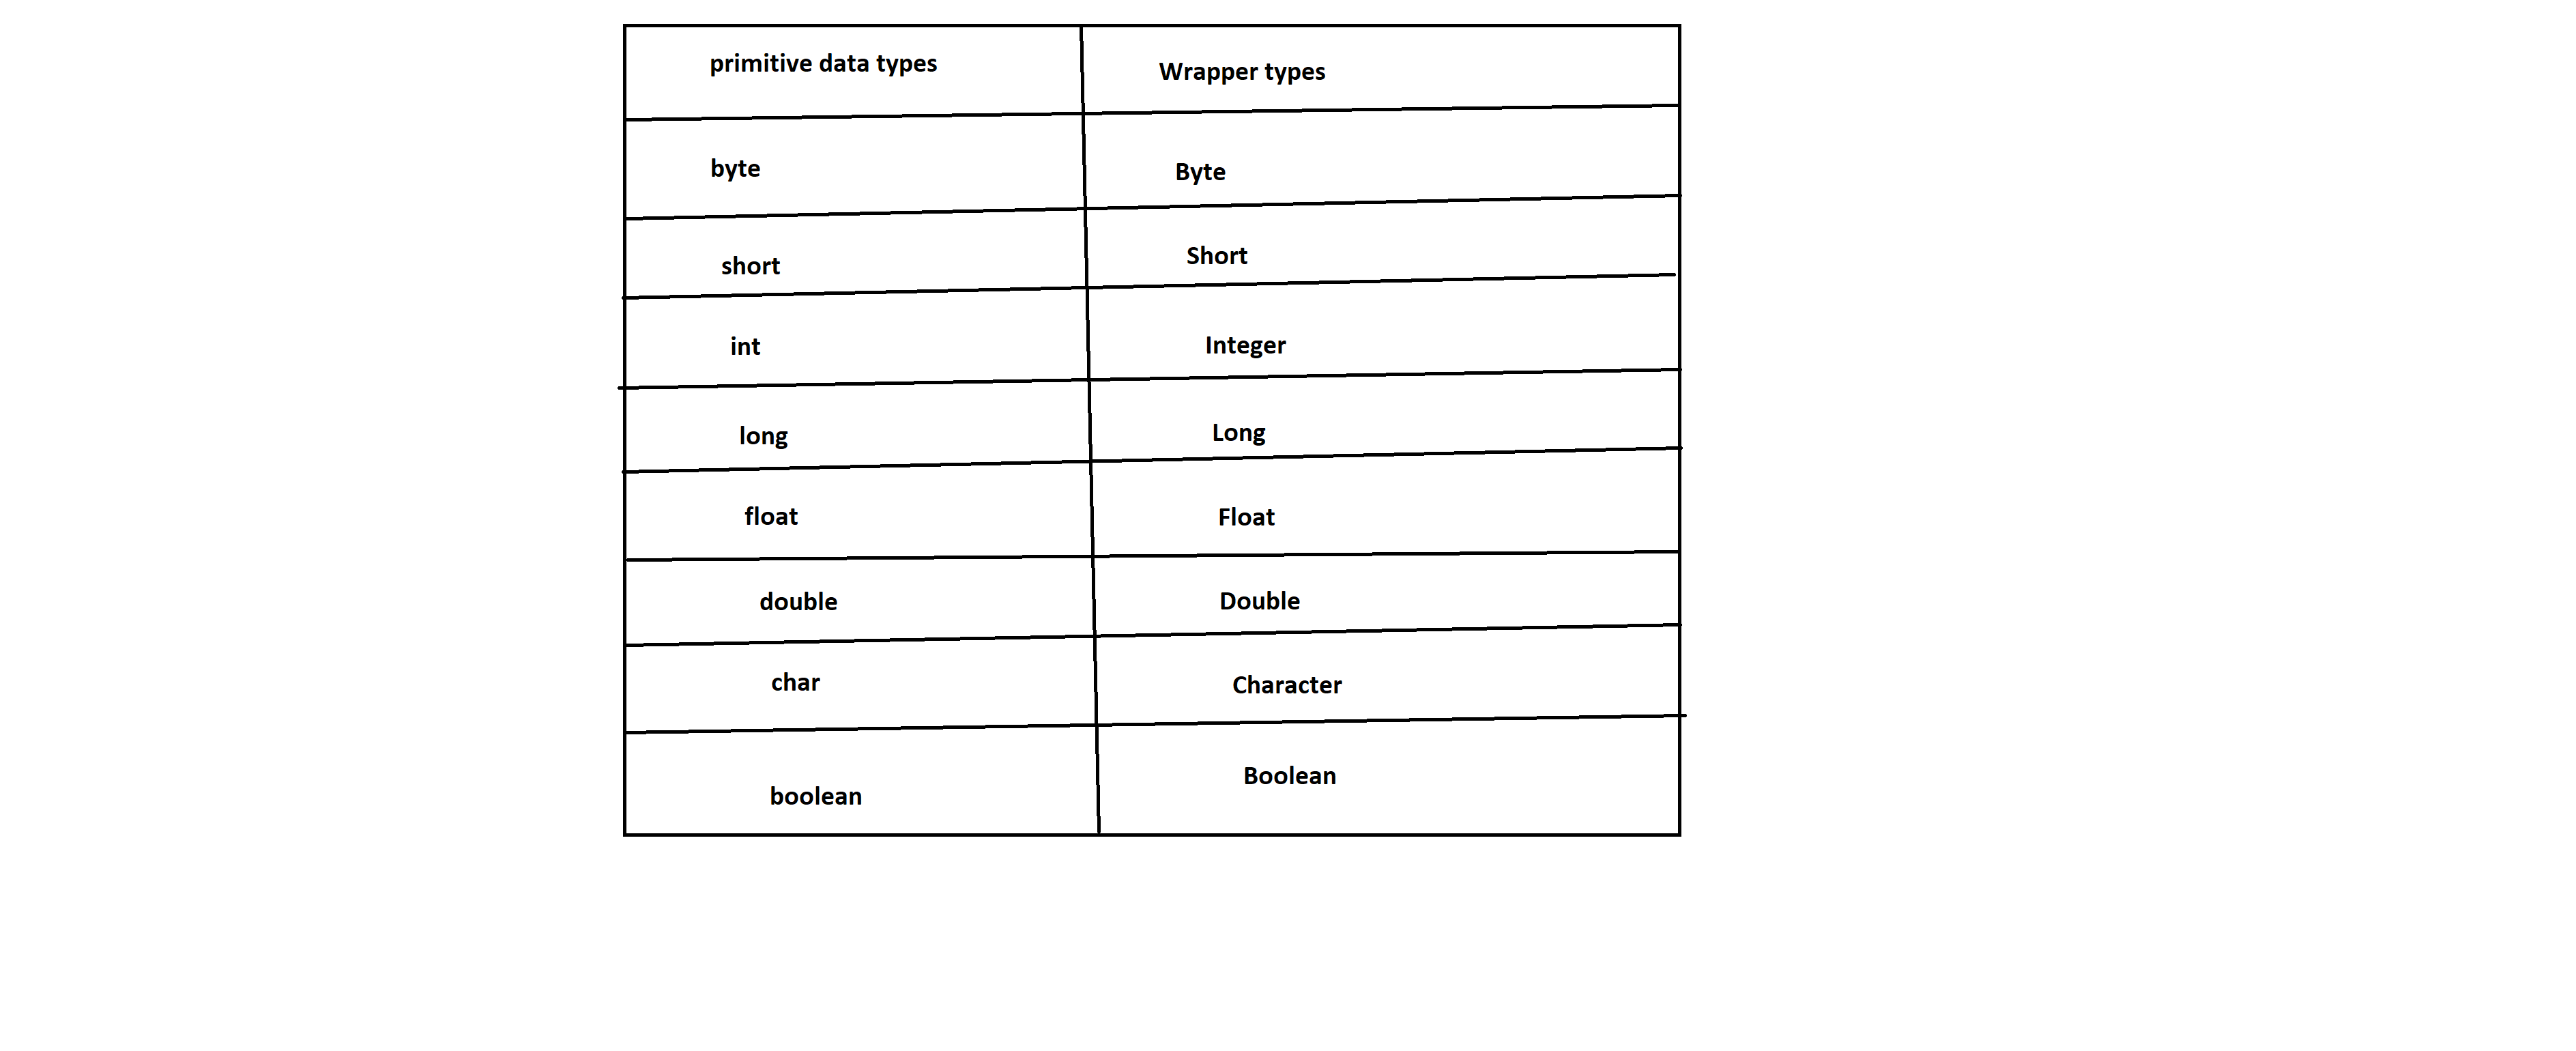 primitive data types
Wrapper types
byte
Byte
short
Short
int
Integer
long
Long
float
Float
double
Double
char
Character
boolean
Boolean